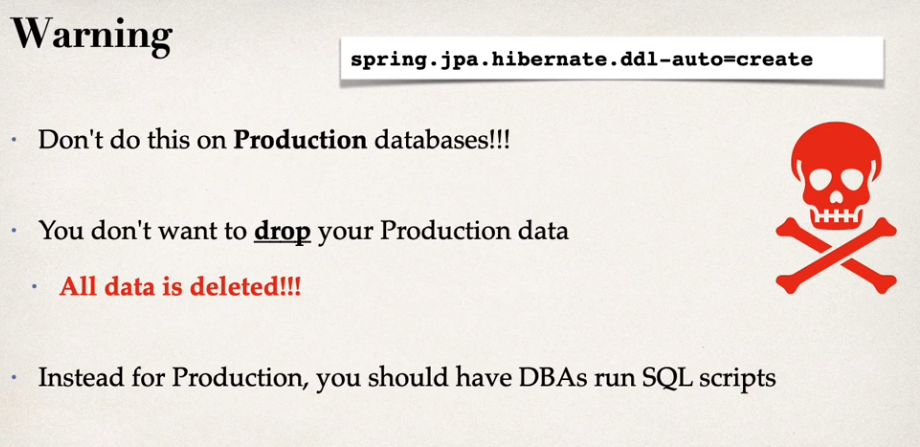 Warning
spring.jpa.hibernate.ddl-auto=create
• Don't do this on Production databases!!!
• You don't want to drop your Production data
• All data is deleted!!!
• Instead for Production, you should have DBAs run SQL scripts